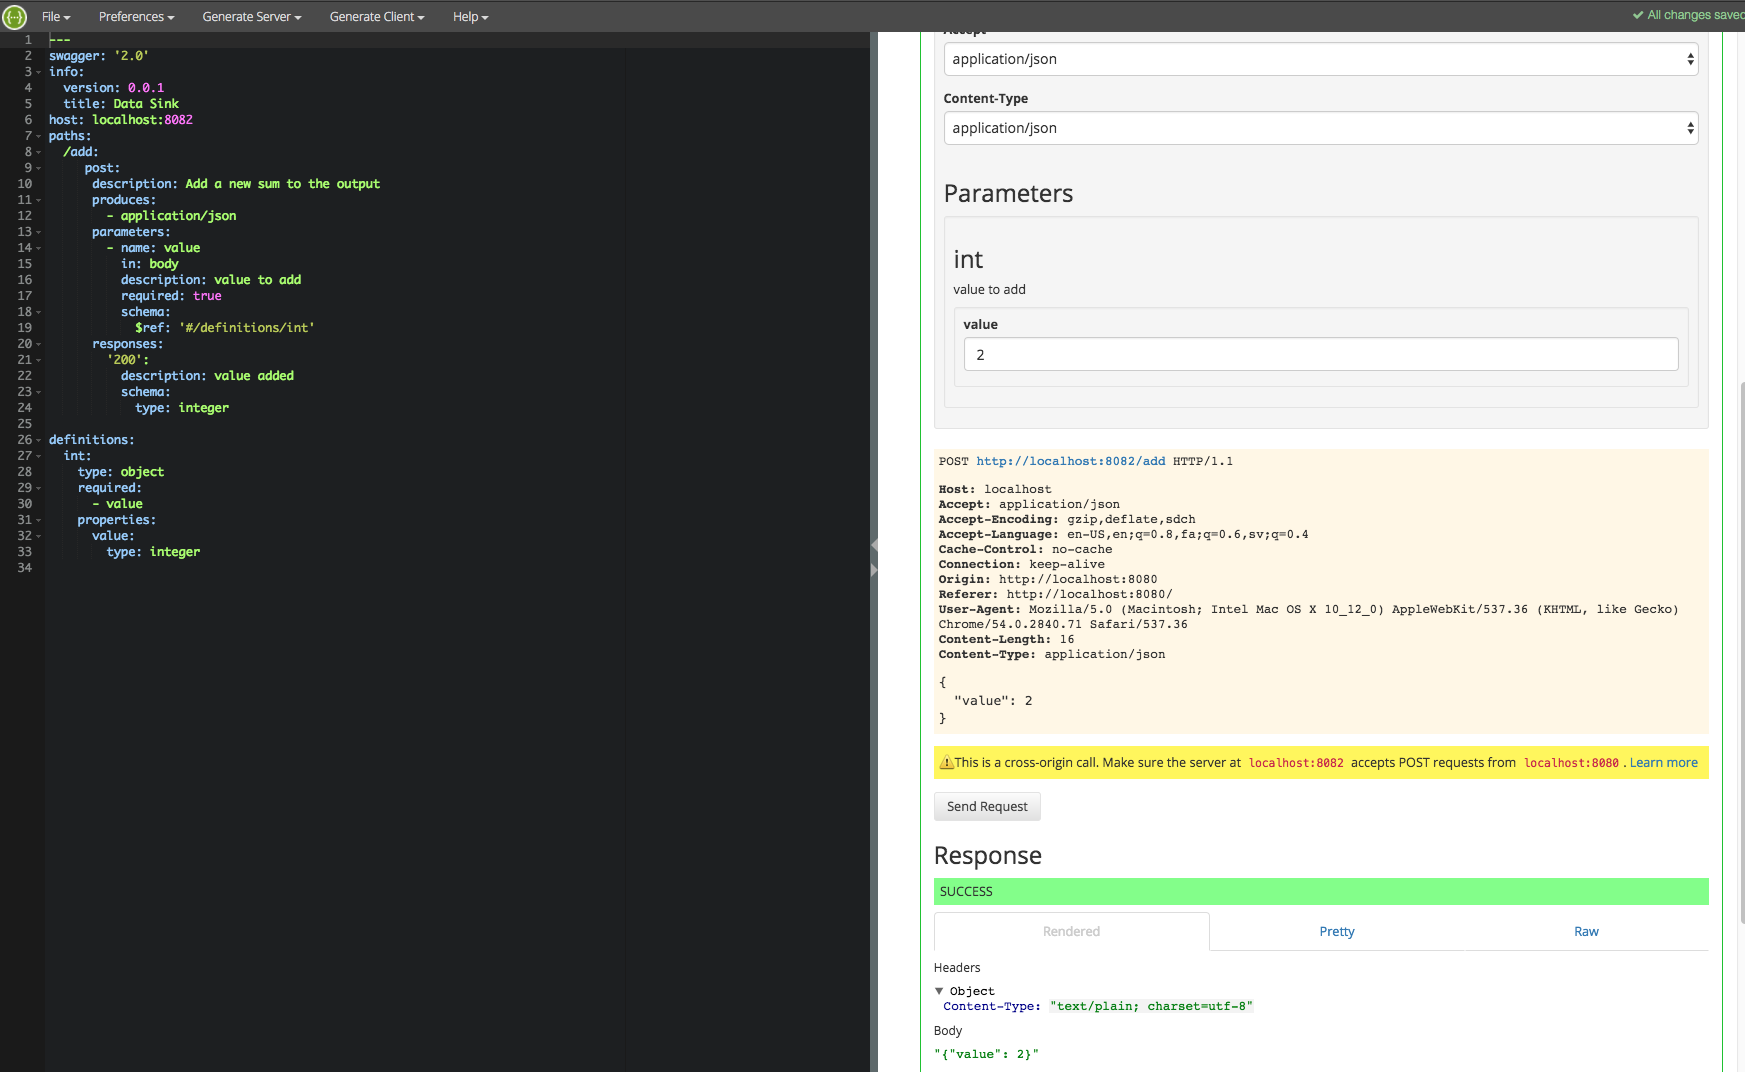 File Preferences Generate Server Generate Client Help
All changes saved
1 ---
2 swagger: '2.0'
3 info:
4 version: 0.0.1
5 title: Data Sink
6 host: localhost:8082
7 paths:
8 /add:
9 post:
10 description: Add a new sum to the output
11 produces:
12 - application/json
13 parameters:
14 - name: value
15 in: body
16 description: value to add
17 required: true
18 schema:
19 $ref: '#/definitions/int'
20 responses:
21 '200':
22 description: value added
23 schema:
24 type: integer
25
26 definitions:
27 int:
28 type: object
29 required:
30 - value
31 properties:
32 value:
33 type: integer
34
Accept
application/json
Content-Type
application/json
Parameters
int
value to add
value
2
POST http://localhost:8082/add HTTP/1.1
Host: localhost
Accept: application/json
Accept-Encoding: gzip,deflate,sdch
Accept-Language: en-US,en;q=0.8,fa;q=0.6,sv;q=0.4
Cache-Control: no-cache
Connection: keep-alive
Origin: http://localhost:8080
Referer: http://localhost:8080/
User-Agent: Mozilla/5.0 (Macintosh; Intel Mac OS X 10_12_0) AppleWebKit/537.36 (KHTML, like Gecko)
Chrome/54.0.2840.71 Safari/537.36
Content-Length: 16
Content-Type: application/json
{
"value": 2
}
This is a cross-origin call. Make sure the server at localhost:8082 accepts POST requests from localhost:8080 . Learn more
Send Request
Response
SUCCESS
Rendered Pretty Raw
Headers
Object
Content-Type: "text/plain; charset=utf-8"
Body
"{"value": 2}"